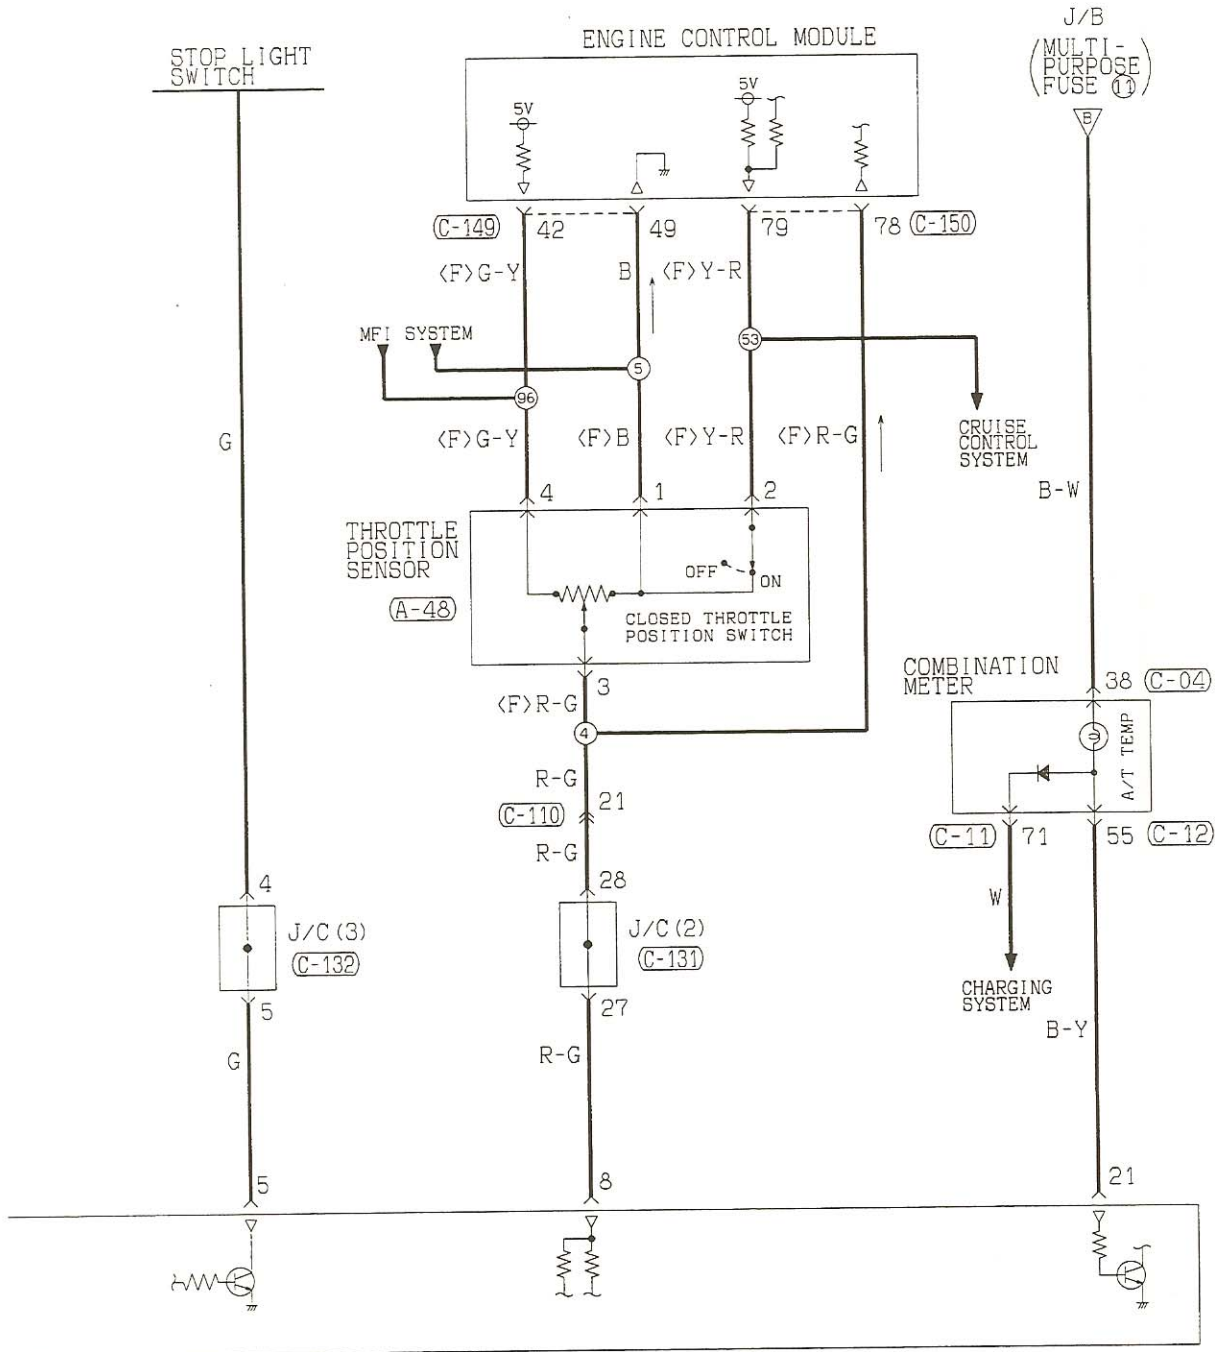 J/B
(MULTI-
PURPOSE
FUSE ⑪)
B
ENGINE CONTROL MODULE
STOP LIGHT
SWITCH
5V
5V
C-149
42
49
79
78
C-150
<F>G-Y
B
<F>Y-R
MFI SYSTEM
53
5
96
CRUISE
CONTROL
SYSTEM
G
<F>G-Y
<F>B
<F>Y-R
<F>R-G
B-W
4
1
2
THROTTLE
POSITION
SENSOR
A-48
OFF
ON
CLOSED THROTTLE
POSITION SWITCH
3
<F>R-G
4
COMBINATION
METER
38
C-04
A/T TEMP
R-G
21
C-110
R-G
C-11
71
55
C-12
28
4
W
J/C(3)
C-132
J/C(2)
C-131
CHARGING
SYSTEM
5
27
B-Y
G
R-G
5
8
21